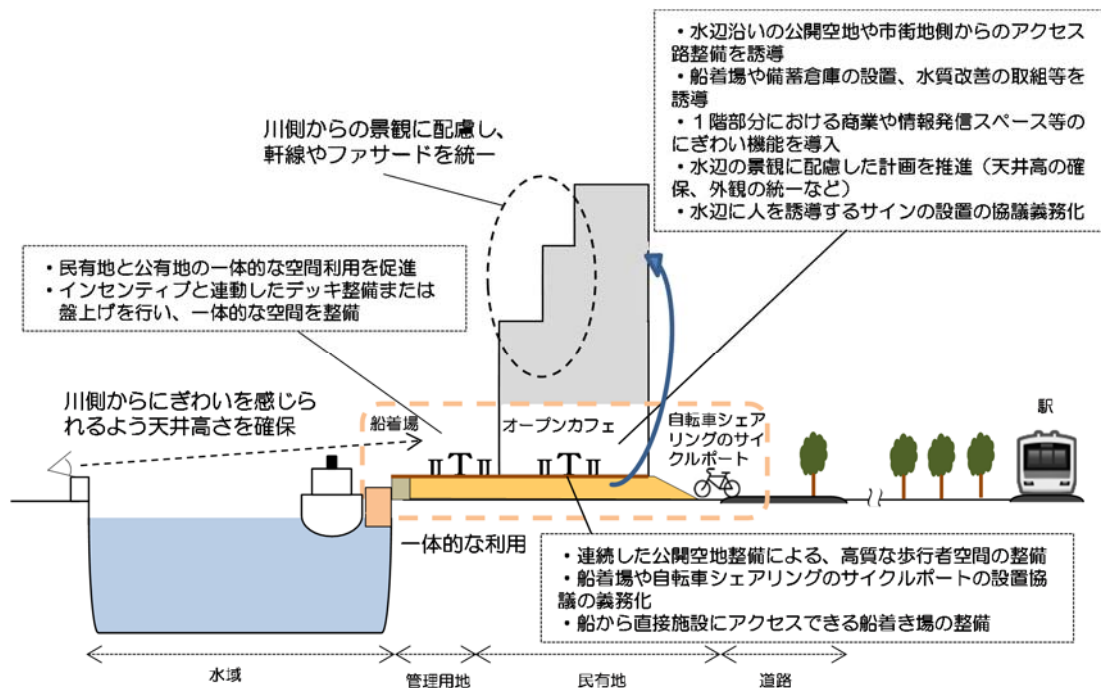 ・水辺沿いの公開空地や市街地側からのアクセス
路整備を誘導
・船着場や備蓄倉庫の設置、水質改善の取組等を
誘導
・１階部分における商業や情報発信スペース等の
にぎわい機能を導入
・水辺の景観に配慮した計画を推進（天井高の確
保、外観の統一など）
・水辺に人を誘導するサインの設置の協議義務化
川側からの景観に配慮し、
軒線やファサードを統一
・民有地と公有地の一体的な空間利用を促進
・インセンティブと連動したデッキ整備または
盤上げを行い、一体的な空間を整備
川側からにぎわいを感じら
れるよう天井高さを確保
船着場
オープンカフェ
自転車シェア
リングのサイ
クルポート
駅
一体的な利用
・連続した公開空地整備による、高質な歩行者空間の整備
・船着場や自転車シェアリングのサイクルポートの設置協
議の義務化
・船から直接施設にアクセスできる船着き場の整備
水域
管理用地
民有地
道路